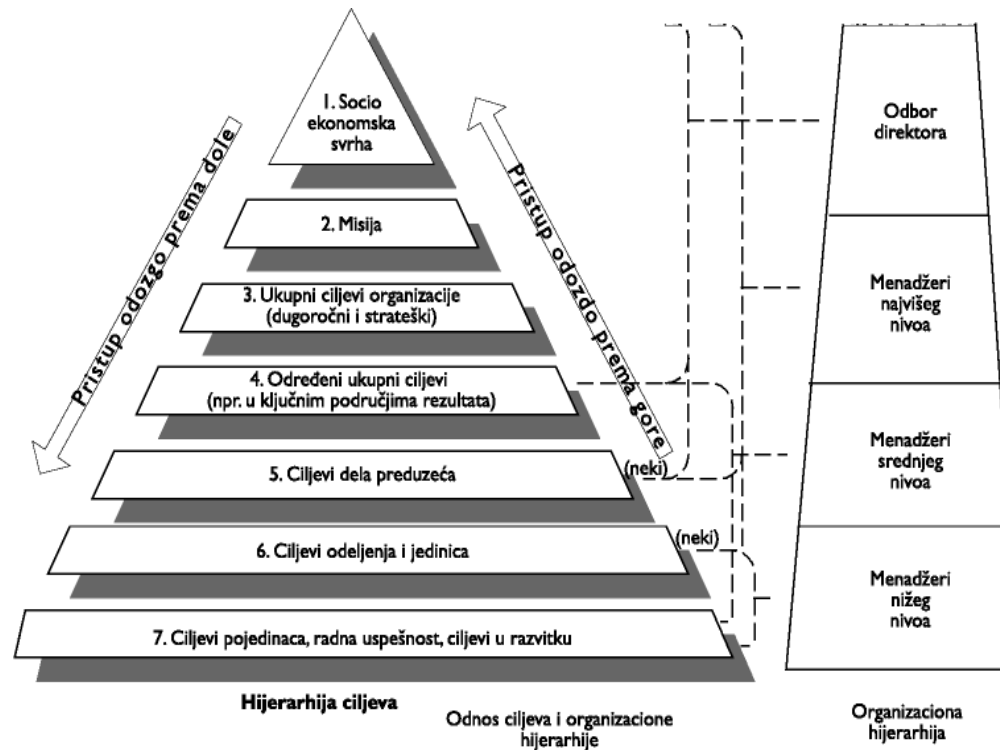 1. Socio
ekonomska
svrha
2. Misija
3. Ukupni ciljevi organizacije
(dugoročni i strateški)
4. Određeni ukupni ciljevi
(npr. u ključnim područjima rezultata)
5. Ciljevi dela preduzeća
(neki)
6. Ciljevi odeljenja i jedinica
(neki)
7. Ciljevi pojedinaca, radna uspešnost, ciljevi u razvitku
Pristup odozgo prema dole
Pristup odozdo prema gore
Odbor
direktora
Menadžeri
najvišeg
nivoa
Menadžeri
srednjeg
nivoa
Menadžeri
nižeg
nivoa
Hijerarhija ciljeva
Odnos ciljeva i organizacione
hijerarhije
Organizaciona
hijerarhija